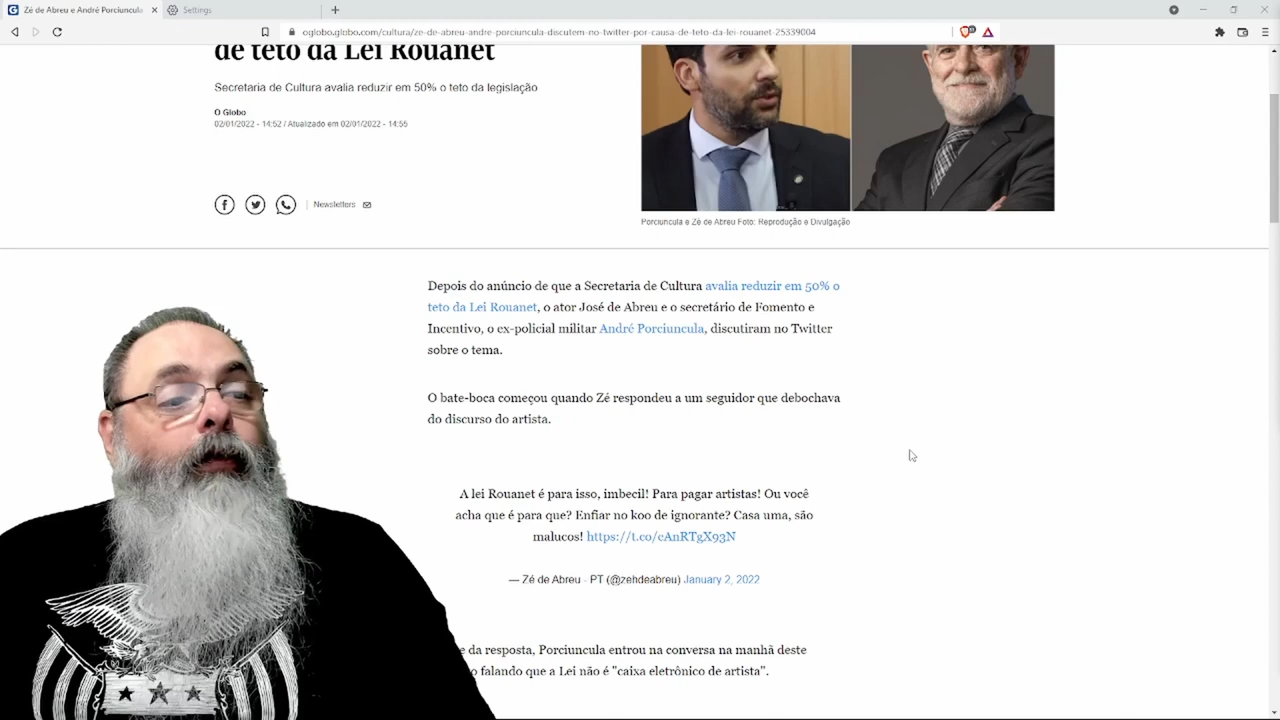 Zé de Abreu e André Porciuncula
Settings
oglobo.globo.com/cultura/ze-de-abreu-andre-porciuncula-discutem-no-twitter-por-causa-de-teto-da-lei-rouanet-25339004
de teto da Lei Rouanet
Secretaria de Cultura avalia reduzir em 50% o teto da legislação
O Globo
02/01/2022 - 14:52 / Atualizado em 02/01/2022 - 14:55
Newsletters
Porciuncula e Zé de Abreu Foto: Reprodução e Divulgação
Depois do anúncio de que a Secretaria de Cultura avalia reduzir em 50% o
teto da Lei Rouanet, o ator José de Abreu e o secretário de Fomento e
Incentivo, o ex-policial militar André Porciuncula, discutiram no Twitter
sobre o tema.
O bate-boca começou quando Zé respondeu a um seguidor que debochava
do discurso do artista.
A lei Rouanet é para isso, imbecil! Para pagar artistas! Ou você
acha que é para que? Enfiar no koo de ignorante? Casa uma, são
malucos! https://t.co/eAnRTgX93N
— Zé de Abreu - PT (@zehdeabreu) January 2, 2022
da resposta, Porciuncula entrou na conversa na manhã deste
falando que a Lei não é "caixa eletrônico de artista".